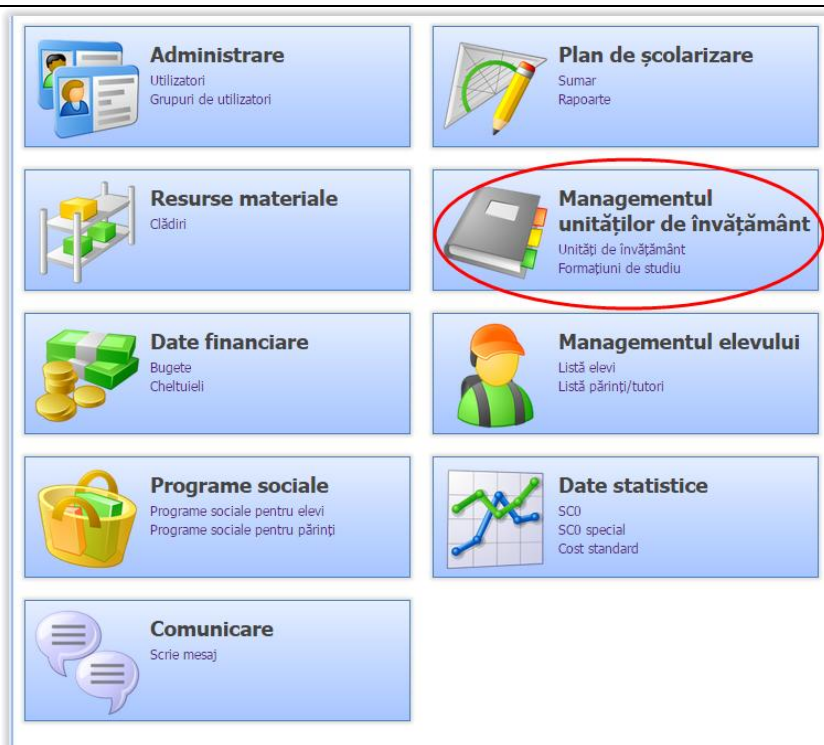 Administrare
Utilizatori
Grupuri de utilizatori
Plan de școlarizare
Sumar
Rapoarte
Resurse materiale
Clădiri
Managementul
unităților de învățământ
Unități de învățământ
Formațiuni de studiu
Date financiare
Bugete
Cheltuieli
Managementul elevului
Listă elevi
Listă părinți/tutori
Programe sociale
Programe sociale pentru elevi
Programe sociale pentru părinți
Date statistice
SC0
SC0 special
Cost standard
Comunicare
Scrie mesaj